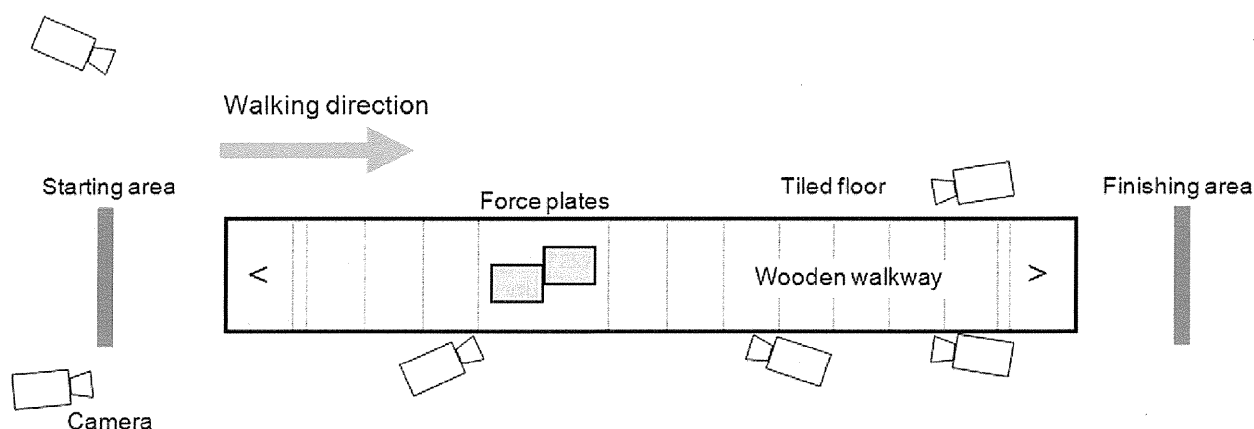 Walking direction
Starting area
Force plates
Tiled floor
Finishing area
<
Wooden walkway
>
Camera